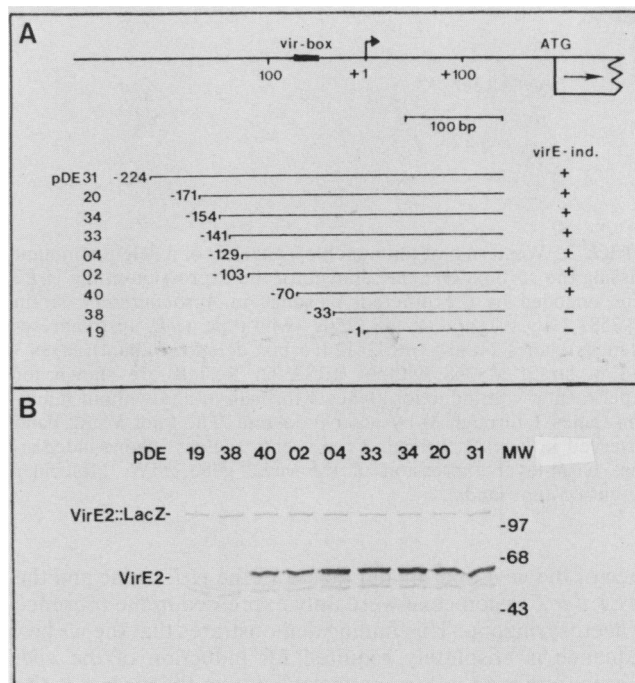 A
vir-box
ATG
100 +1 +100
100 bp
virE-ind.
pDE31 -224 +
20 -171 +
34 -154 +
33 -141 +
04 -129 +
02 -103 +
40 -70 +
38 -33 −
19 -1 −
B
pDE 19 38 40 02 04 33 34 20 31 MW
VirE2::LacZ-
-97
-68
VirE2-
-43